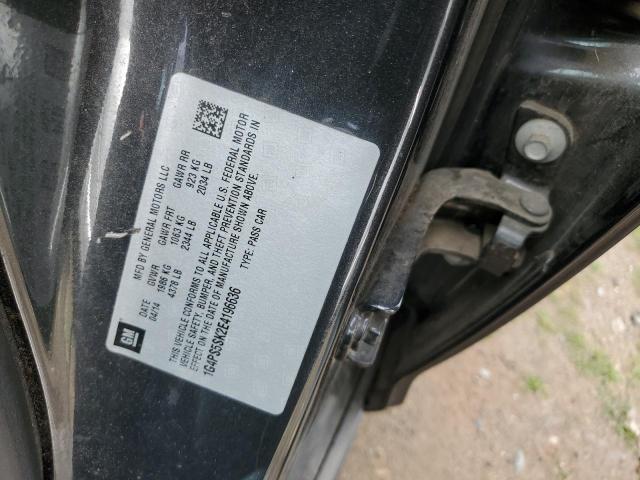 GM
MFD BY GENERAL MOTORS LLC
DATE GVWR GAWR FRT GAWR RR
04/14 1986 KG 1063 KG 923 KG
4378 LB 2344 LB 2034 LB
THIS VEHICLE CONFORMS TO ALL APPLICABLE U.S. FEDERAL MOTOR
VEHICLE SAFETY, BUMPER, AND THEFT PREVENTION STANDARDS IN
EFFECT ON THE DATE OF MANUFACTURE SHOWN ABOVE.
1G4PS5SK2E4196636 TYPE: PASS CAR